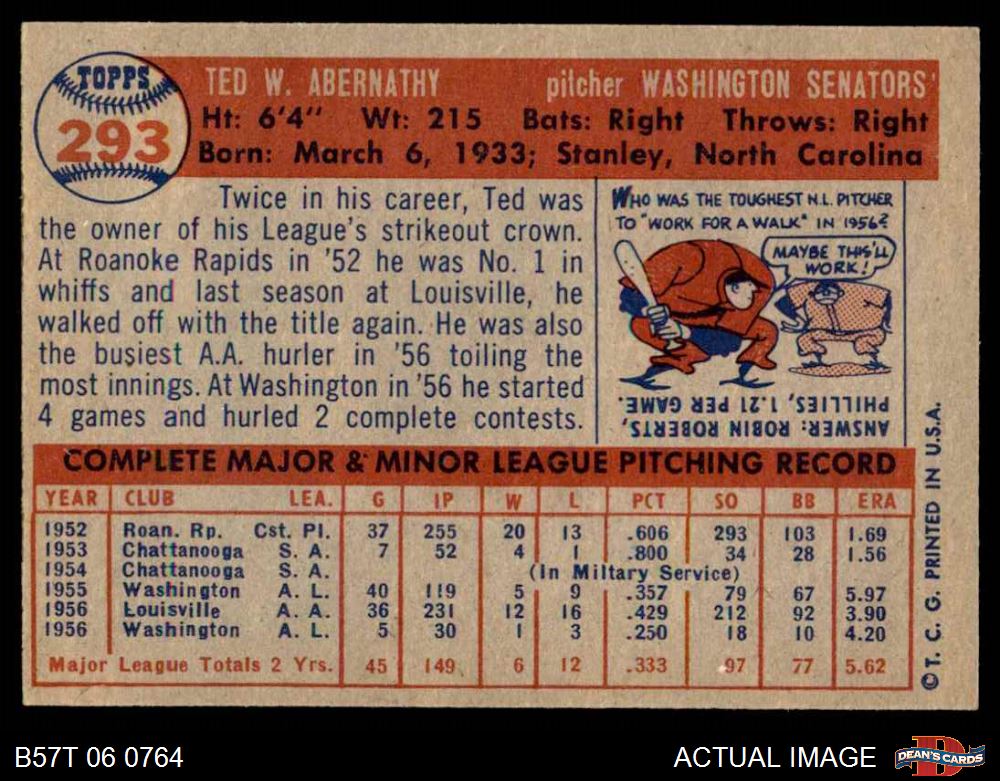 TOPPS
293
TED W. ABERNATHY pitcher WASHINGTON SENATORS
Ht: 6'4" Wt: 215 Bats: Right Throws: Right
Born: March 6, 1933; Stanley, North Carolina
Twice in his career, Ted was
the owner of his League's strikeout crown.
At Roanoke Rapids in '52 he was No. 1 in
whiffs and last season at Louisville, he
walked off with the title again. He was also
the busiest A.A. hurler in '56 toiling the
most innings. At Washington in '56 he started
4 games and hurled 2 complete contests.
WHO WAS THE TOUGHEST N.L. PITCHER
TO "WORK FOR A WALK" IN 1956?
MAYBE THIS'LL
WORK!
ANSWER: ROBIN ROBERTS,
PHILLIES, 1.21 PER GAME.
COMPLETE MAJOR & MINOR LEAGUE PITCHING RECORD
YEAR CLUB LEA. G IP W L PCT SO BB ERA
1952 Roan. Rp. Cst. Pl. 37 255 20 13 .606 293 103 1.69
1953 Chattanooga S. A. 7 52 4 1 .800 34 28 1.56
1954 Chattanooga S. A. (In Miltary Service)
1955 Washington A. L. 40 119 5 9 .357 79 67 5.97
1956 Louisville A. A. 36 231 12 16 .429 212 92 3.90
1956 Washington A. L. 5 30 1 3 .250 18 10 4.20
Major League Totals 2 Yrs. 45 149 6 12 .333 97 77 5.62
©T. C. G. PRINTED IN U.S.A.
B57T 06 0764
ACTUAL IMAGE
D
DEAN'S CARDS